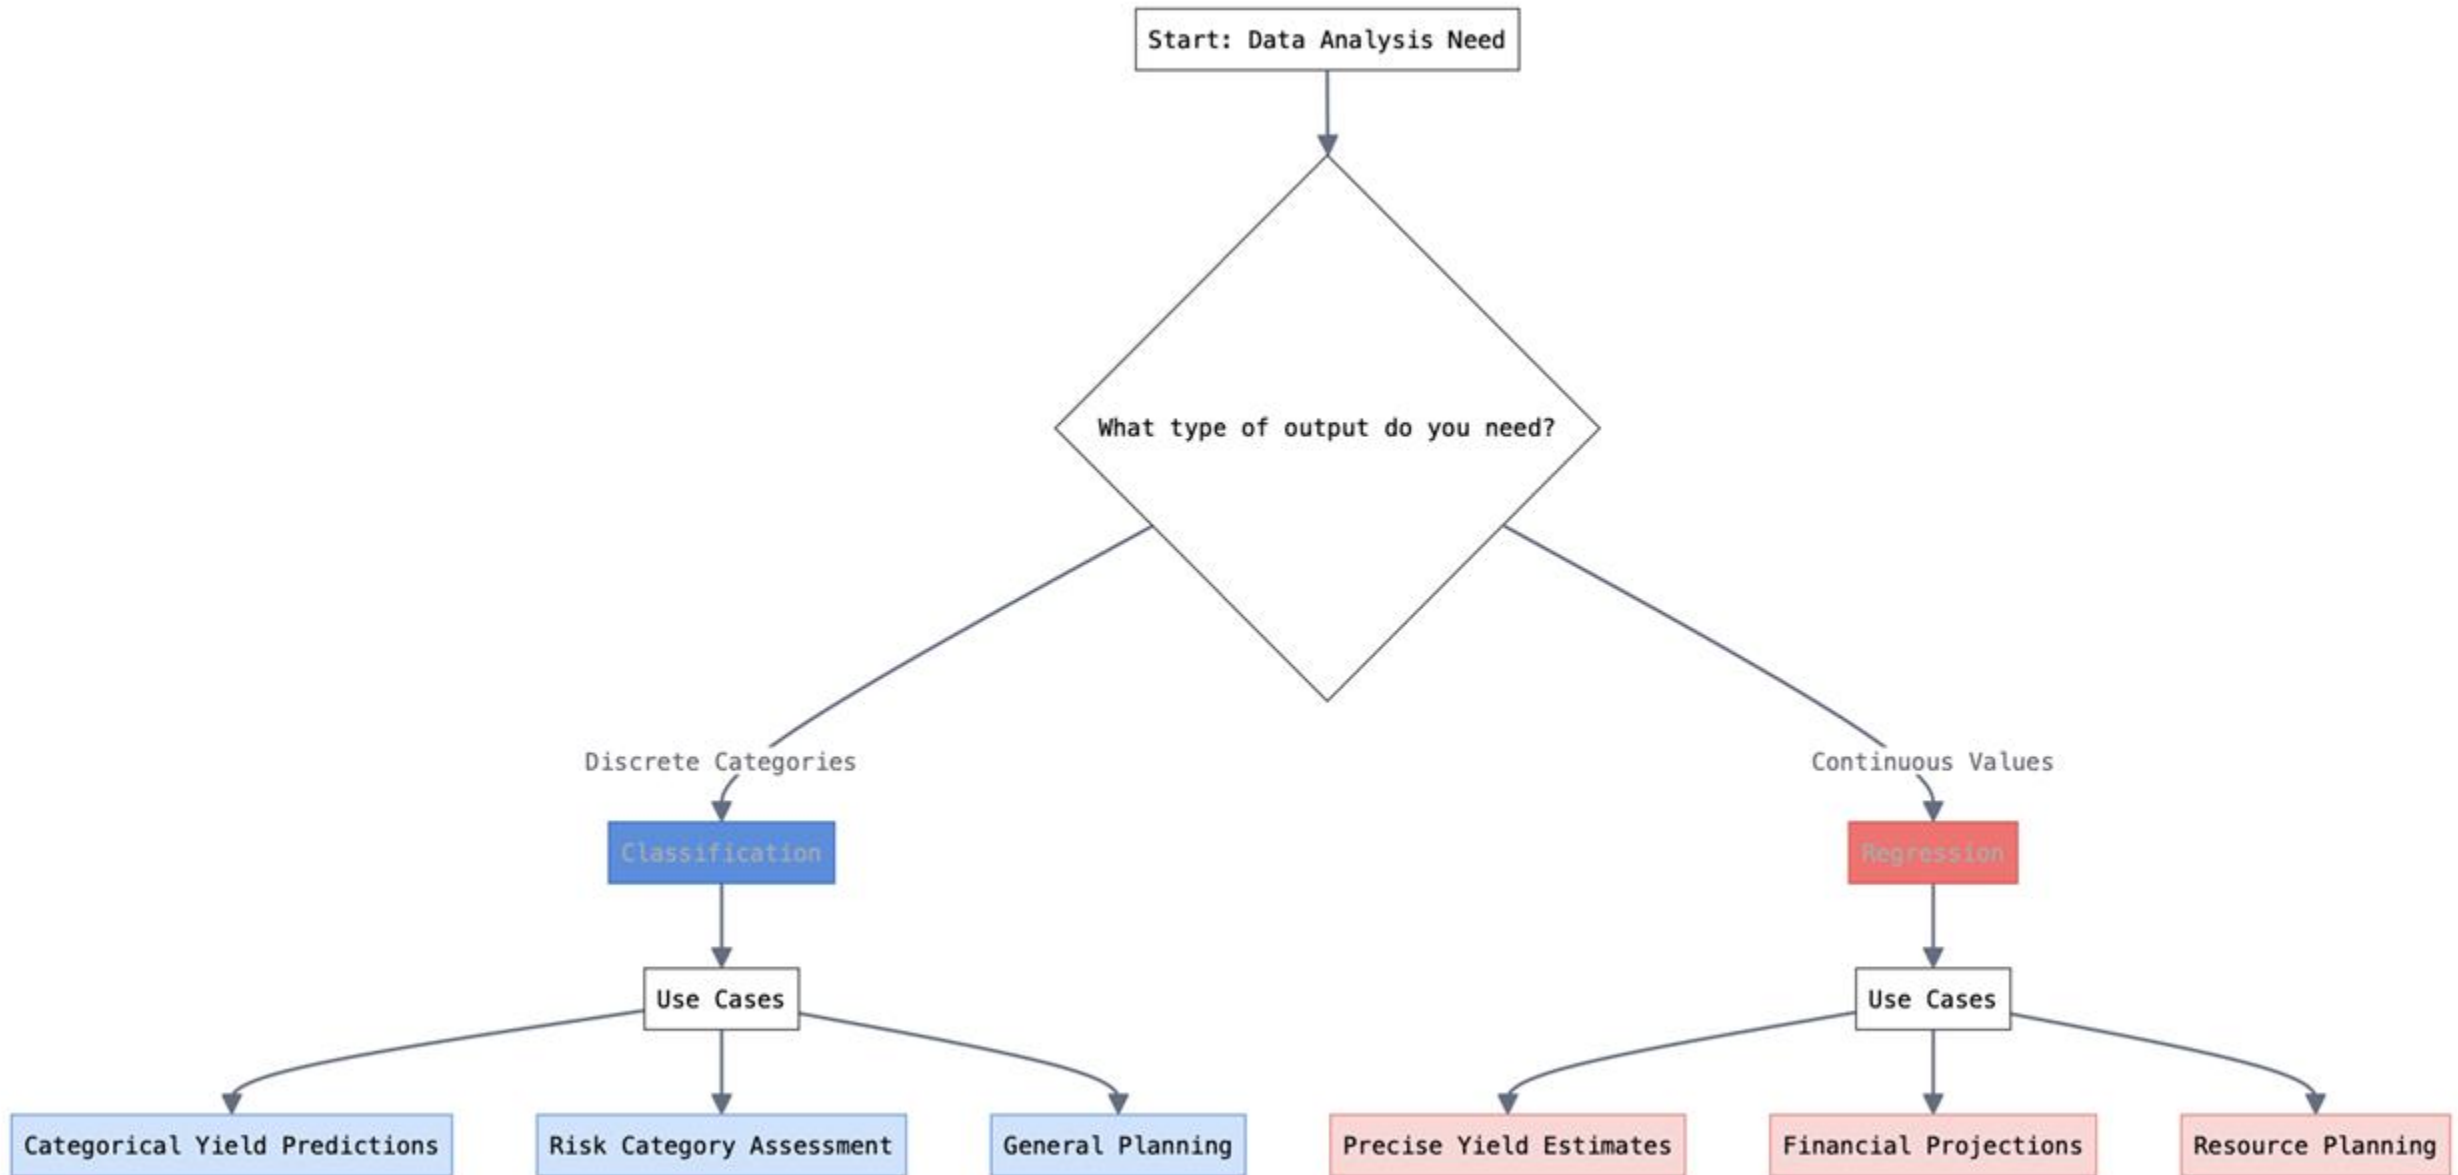 Start: Data Analysis Need
What type of output do you need?
Discrete Categories
Continuous Values
Classification
Regression
Use Cases
Use Cases
Categorical Yield Predictions
Risk Category Assessment
General Planning
Precise Yield Estimates
Financial Projections
Resource Planning